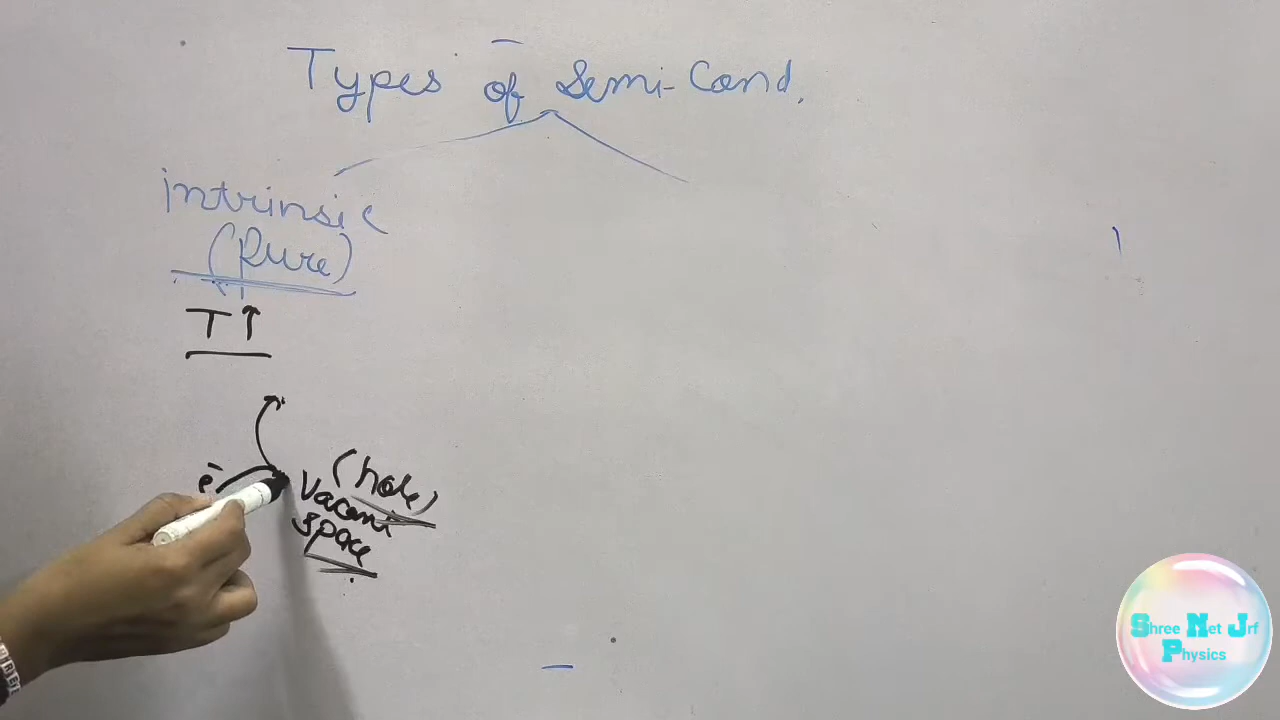 Types of Semi-Cond.
intrinsic
(Pure)
T↑
e⁻
(hole)
Vacant
space
Shree Net Jrf
Physics